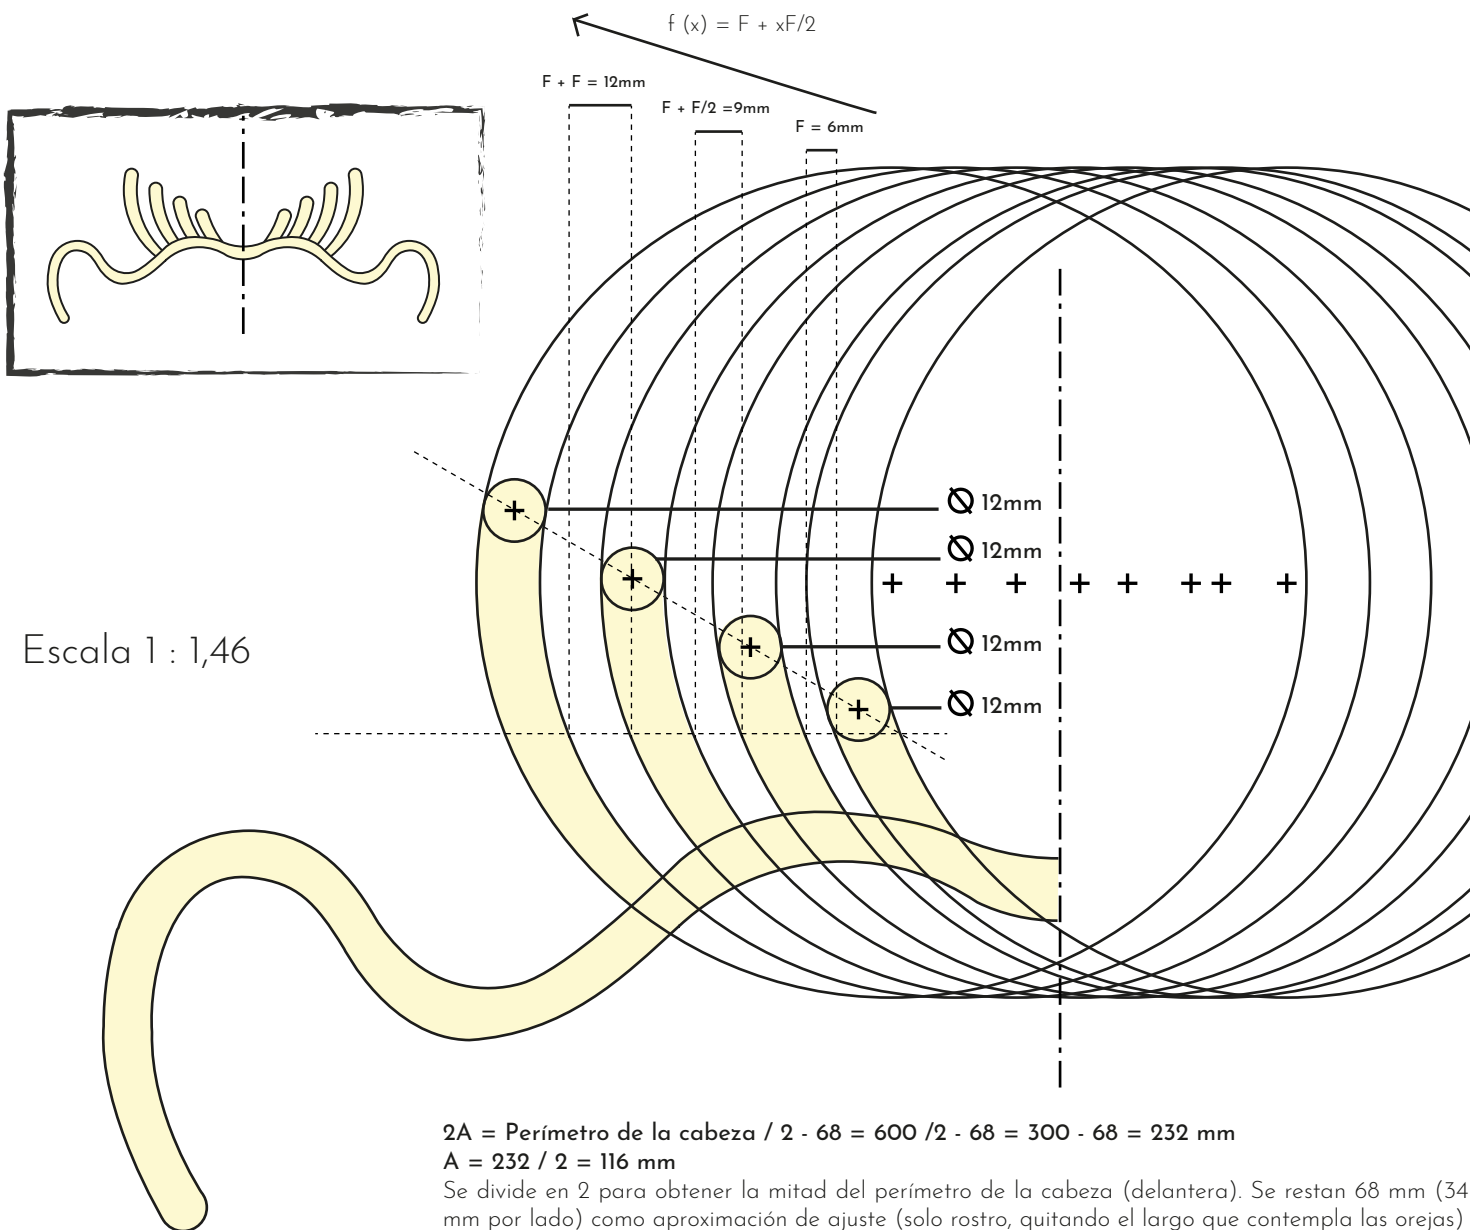 f (x) = F + xF/2
F + F = 12mm
F + F/2 =9mm
F = 6mm
Ø 12mm
Ø 12mm
Escala 1 : 1,46
Ø 12mm
Ø 12mm
2A = Perímetro de la cabeza / 2 - 68 = 600 /2 - 68 = 300 - 68 = 232 mm
A = 232 / 2 = 116 mm
Se divide en 2 para obtener la mitad del perímetro de la cabeza (delantera). Se restan 68 mm (34
mm por lado) como aproximación de ajuste (solo rostro, quitando el largo que contempla las orejas)